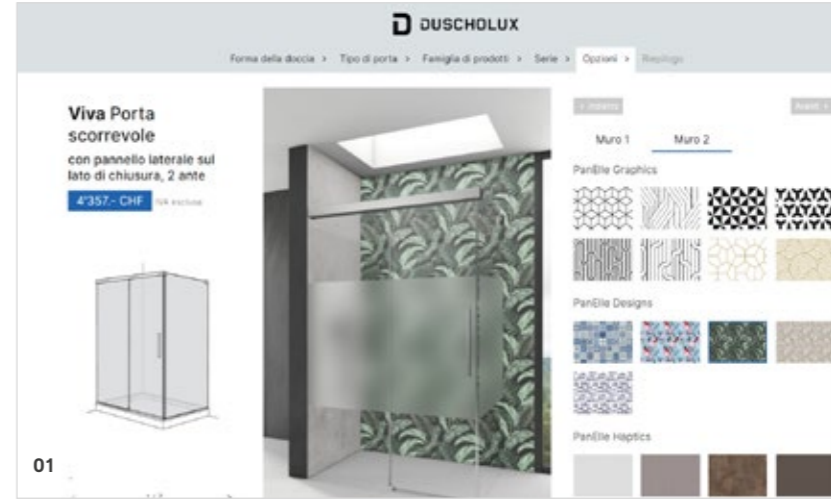 DUSCHOLUX
Forma della doccia > Tipo di porta > Famiglia di prodotti > Serie > Opzioni > Riepilogo
Viva Porta
scorrevole
con pannello laterale sul
lato di chiusura, 2 ante
4'357.- CHF IVA esclusa
< Indietro
Avanti >
Muro 1 Muro 2
PanElle Graphics
PanElle Designs
PanElle Haptics
01